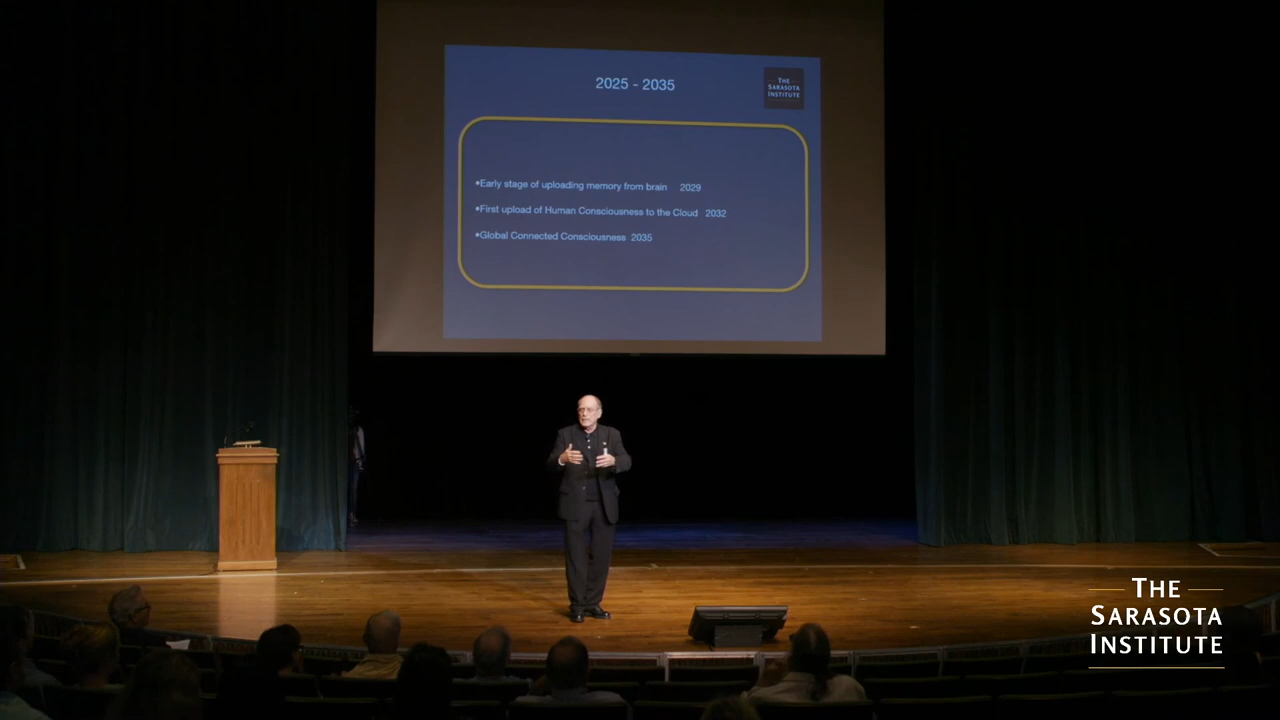 2025 - 2035
THE
SARASOTA
INSTITUTE
•Early stage of uploading memory from brain 2029
•First upload of Human Consciousness to the Cloud 2032
•Global Connected Consciousness 2035
THE
SARASOTA
INSTITUTE